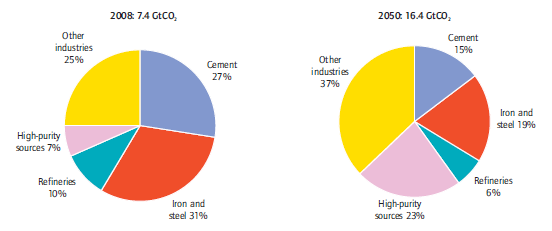 2008: 7.4 GtCO₂
Other
industries
25%
Cement
27%
High-purity
sources 7%
Refineries
10%
Iron and
steel 31%
2050: 16.4 GtCO₂
Cement
15%
Other
industries
37%
Iron and
steel 19%
Refineries
6%
High-purity
sources 23%